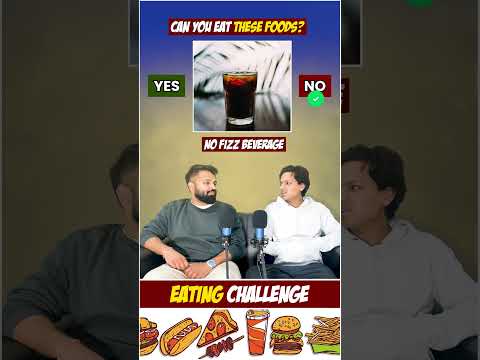 CAN YOU EAT THESE FOODS?
YES
NO
NO FIZZ BEVERAGE
EATING CHALLENGE